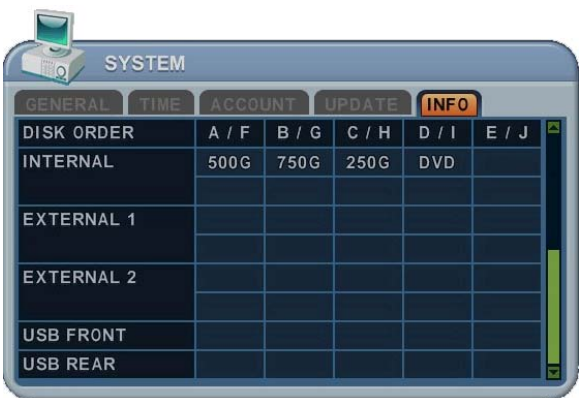 SYSTEM
GENERAL TIME ACCOUNT UPDATE INFO
DISK ORDER A / F B / G C / H D / I E / J
INTERNAL 500G 750G 250G DVD
EXTERNAL 1
EXTERNAL 2
USB FRONT
USB REAR